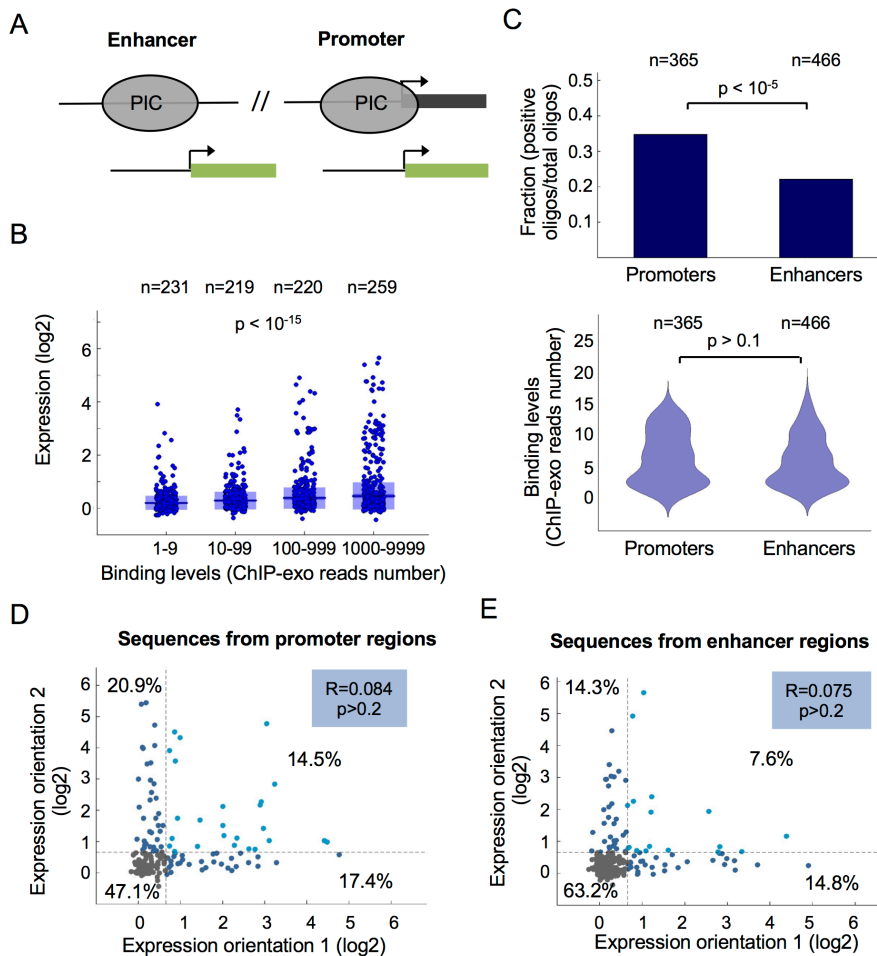 A
Enhancer
Promoter
PIC
//
PIC
B
n=231 n=219 n=220 n=259
p < 10-15
Expression (log2)
6
4
2
0
1-9 10-99 100-999 1000-9999
Binding levels (ChIP-exo reads number)
C
n=365 n=466
p < 10-5
Fraction (positive
oligos/total oligos)
0.5
0.4
0.3
0.2
0.1
Promoters Enhancers
n=365 n=466
p > 0.1
Binding levels
(ChIP-exo reads number)
25
20
15
10
5
0
Promoters Enhancers
D
Sequences from promoter regions
20.9%
R=0.084
p>0.2
14.5%
47.1%
17.4%
Expression orientation 2
(log2)
6
5
4
3
2
1
0
0 1 2 3 4 5 6
Expression orientation 1 (log2)
E
Sequences from enhancer regions
14.3%
R=0.075
p>0.2
7.6%
63.2%
14.8%
Expression orientation 2
(log2)
6
5
4
3
2
1
0
0 1 2 3 4 5 6
Expression orientation 1 (log2)